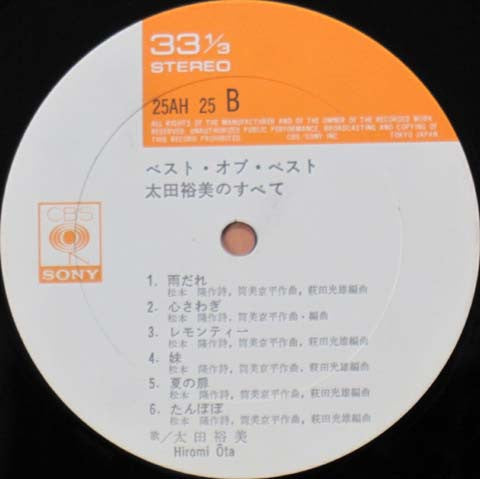 33 1/3
STEREO
25AH 25 B
ALL RIGHTS OF THE MANUFACTURER AND OF THE OWNER OF THE RECORDED WORK
RESERVED. UNAUTHORIZED PUBLIC PERFORMANCE, BROADCASTING AND COPYING OF
THIS RECORD PROHIBITED. CBS/SONY INC. TOKYO JAPAN
ベスト・オブ・ベスト
太田裕美のすべて
CBS
SONY
1. 雨だれ
松本 隆作詩, 筒美京平作曲, 萩田光雄編曲
2. 心さわぎ
松本 隆作詩, 筒美京平作曲・編曲
3. レモンティー
松本 隆作詩, 筒美京平作曲, 萩田光雄編曲
4. 妹
松本 隆作詩, 筒美京平作曲, 萩田光雄編曲
5. 夏の扉
松本 隆作詩, 筒美京平作曲, 萩田光雄編曲
6. たんぽぽ
松本 隆作詩, 筒美京平作曲, 萩田光雄編曲
歌/太田裕美
Hiromi Ōta